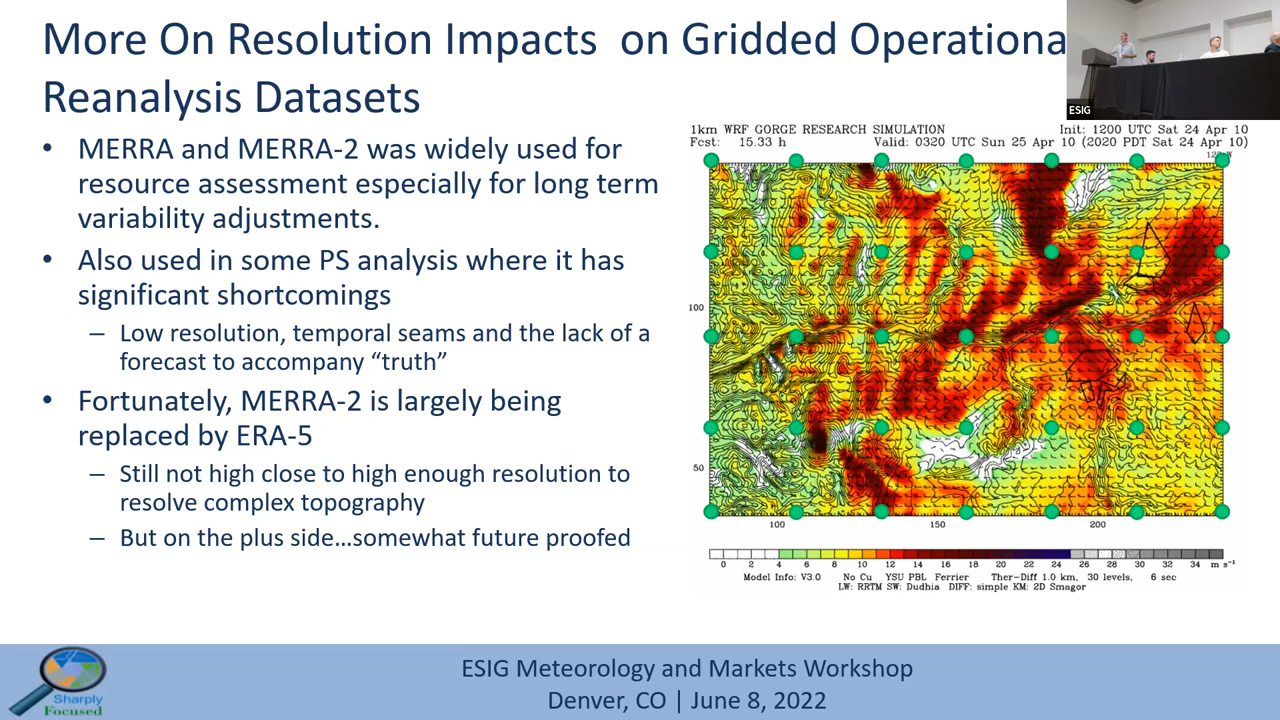 More On Resolution Impacts on Gridded Operationa
Reanalysis Datasets
ESIG
• MERRA and MERRA-2 was widely used for
resource assessment especially for long term
variability adjustments.
• Also used in some PS analysis where it has
significant shortcomings
– Low resolution, temporal seams and the lack of a
forecast to accompany “truth”
• Fortunately, MERRA-2 is largely being
replaced by ERA-5
– Still not high close to high enough resolution to
resolve complex topography
– But on the plus side…somewhat future proofed
1km WRF GORGE RESEARCH SIMULATION Init: 1200 UTC Sat 24 Apr 10
Fcst: 15.33 h Valid: 0320 UTC Sun 25 Apr 10 (2020 PDT Sat 24 Apr 10)
100
50
100 150 200
0 2 4 6 8 10 12 14 16 18 20 22 24 26 28 30 32 34 m s⁻¹
Model Info: V3.0 No Cu YSU PBL Ferrier Ther-Diff 1.0 km, 30 levels, 6 sec
LW: RRTM SW: Dudhia DIFF: simple KM: 2D Smagor
Sharply
Focused
ESIG Meteorology and Markets Workshop
Denver, CO | June 8, 2022